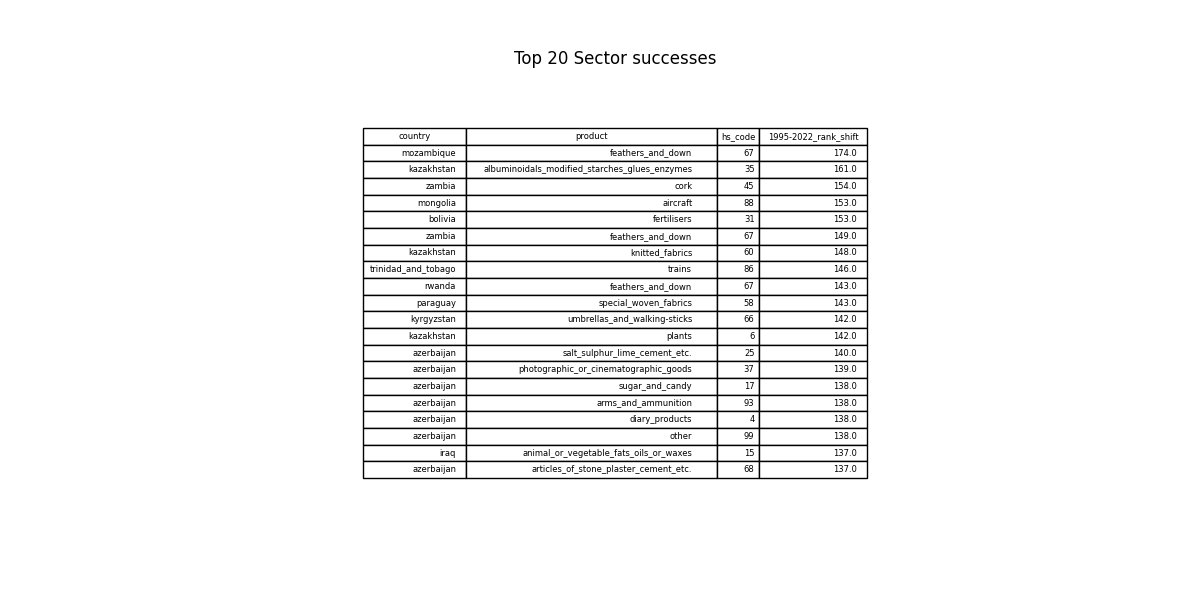 Top 20 Sector successes
country product hs_code 1995-2022_rank_shift
mozambique feathers_and_down 67 174.0
kazakhstan albuminoidals_modified_starches_glues_enzymes 35 161.0
zambia cork 45 154.0
mongolia aircraft 88 153.0
bolivia fertilisers 31 153.0
zambia feathers_and_down 67 149.0
kazakhstan knitted_fabrics 60 148.0
trinidad_and_tobago trains 86 146.0
rwanda feathers_and_down 67 143.0
paraguay special_woven_fabrics 58 143.0
kyrgyzstan umbrellas_and_walking-sticks 66 142.0
kazakhstan plants 6 142.0
azerbaijan salt_sulphur_lime_cement_etc. 25 140.0
azerbaijan photographic_or_cinematographic_goods 37 139.0
azerbaijan sugar_and_candy 17 138.0
azerbaijan arms_and_ammunition 93 138.0
azerbaijan diary_products 4 138.0
azerbaijan other 99 138.0
iraq animal_or_vegetable_fats_oils_or_waxes 15 137.0
azerbaijan articles_of_stone_plaster_cement_etc. 68 137.0